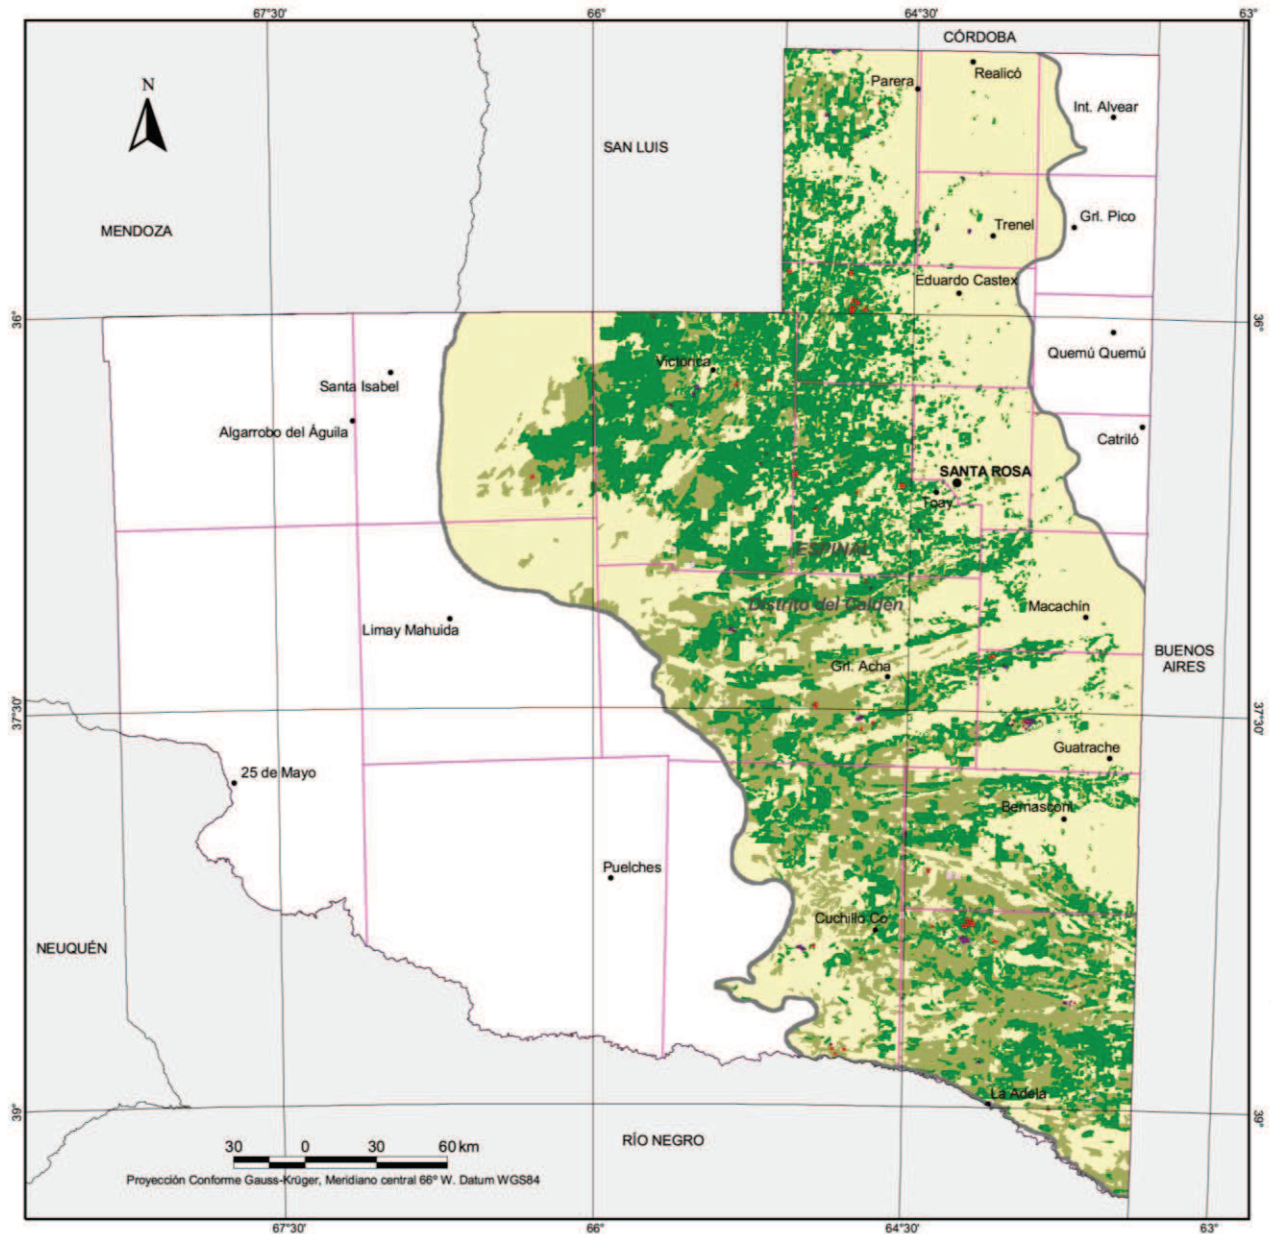 67°30'
66°
64°30'
63°
CÓRDOBA
N
Parera
Realicó
Int. Alvear
SAN LUIS
MENDOZA
Trenel
Grl. Pico
Eduardo Castex
36°
36°
Quemú Quemú
Victorica
Santa Isabel
Algarrobo del Águila
Catriló
SANTA ROSA
Toay
ESPINAL
Distrito del Caldén
Macachín
Limay Mahuida
BUENOS
AIRES
Grl. Acha
37°30'
37°30'
Guatrache
25 de Mayo
Bernasconi
Puelches
Cuchillo Co
NEUQUÉN
La Adela
39°
39°
RÍO NEGRO
30 0 30 60 km
Proyección Conforme Gauss-Krüger, Meridiano central 66° W. Datum WGS84
67°30'
66°
64°30'
63°